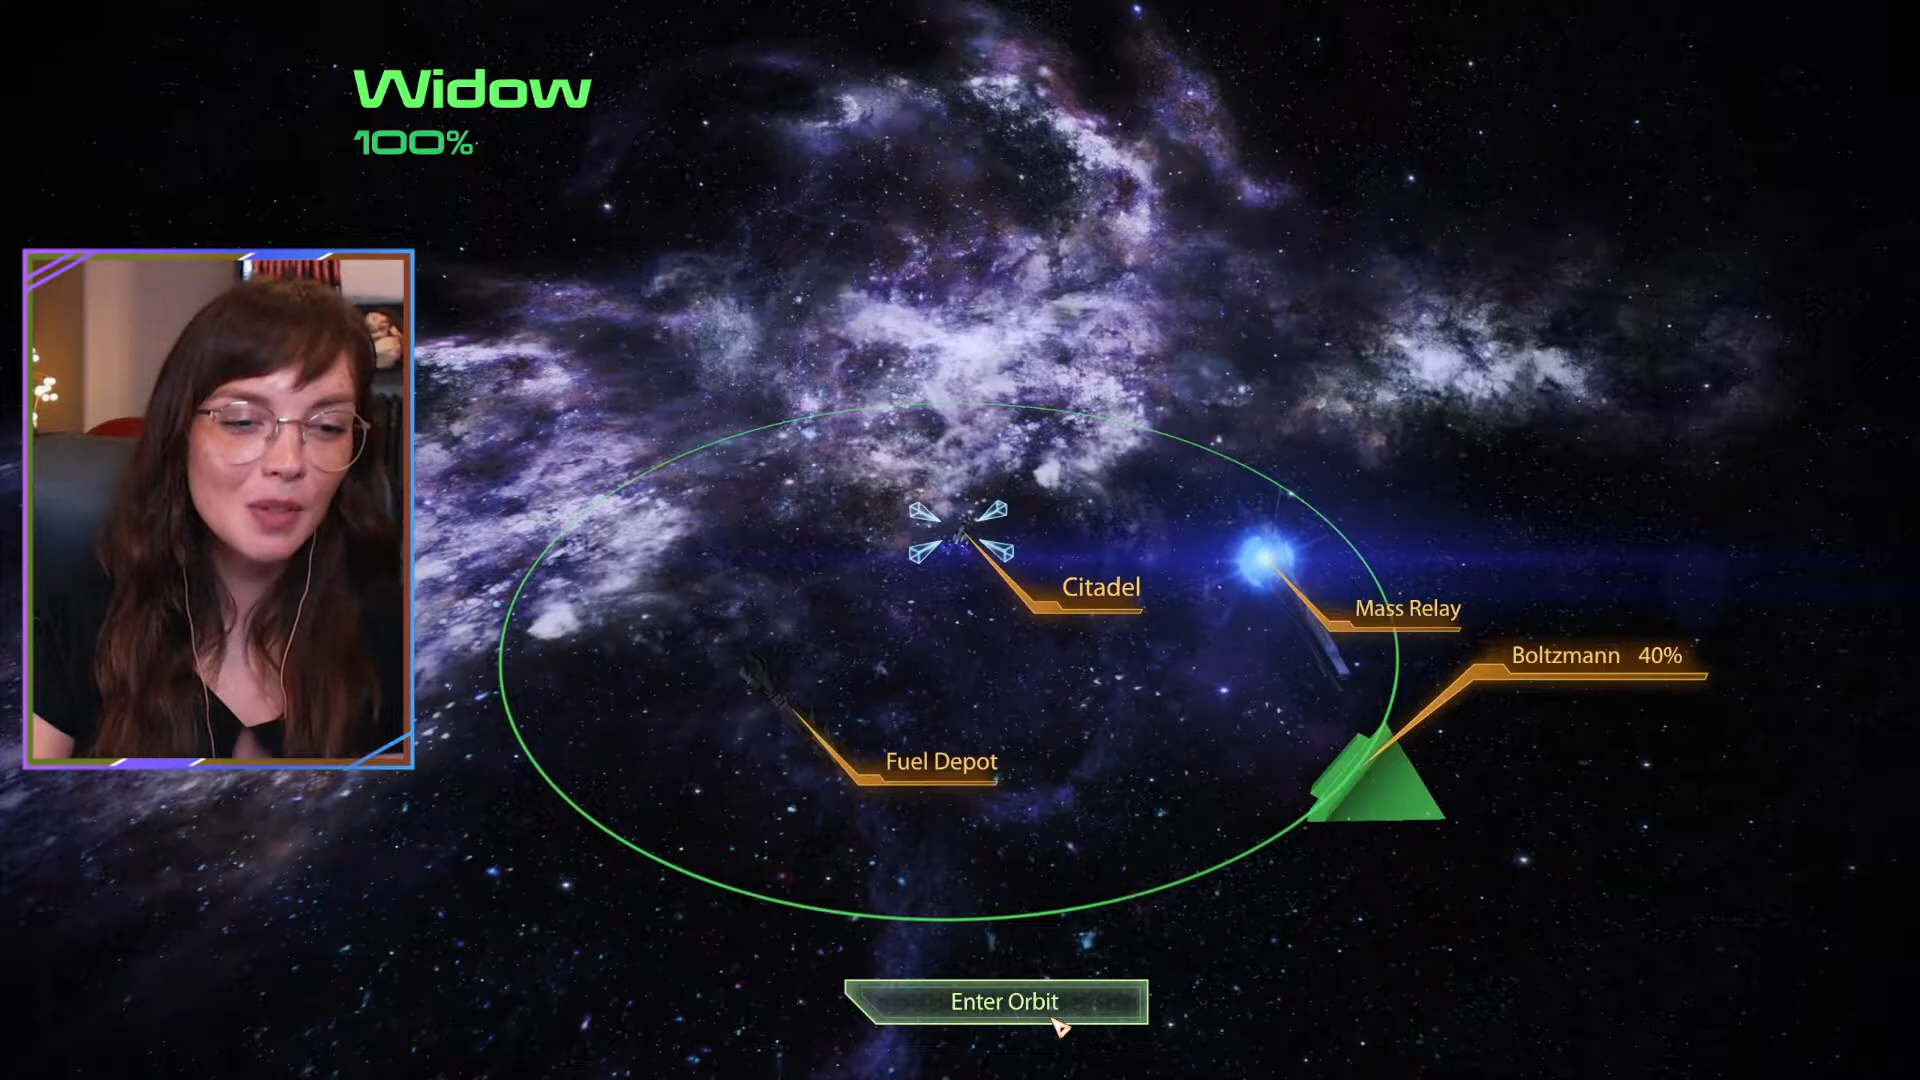 Widow
100%
Citadel
Mass Relay
Boltzmann 40%
Fuel Depot
Enter Orbit